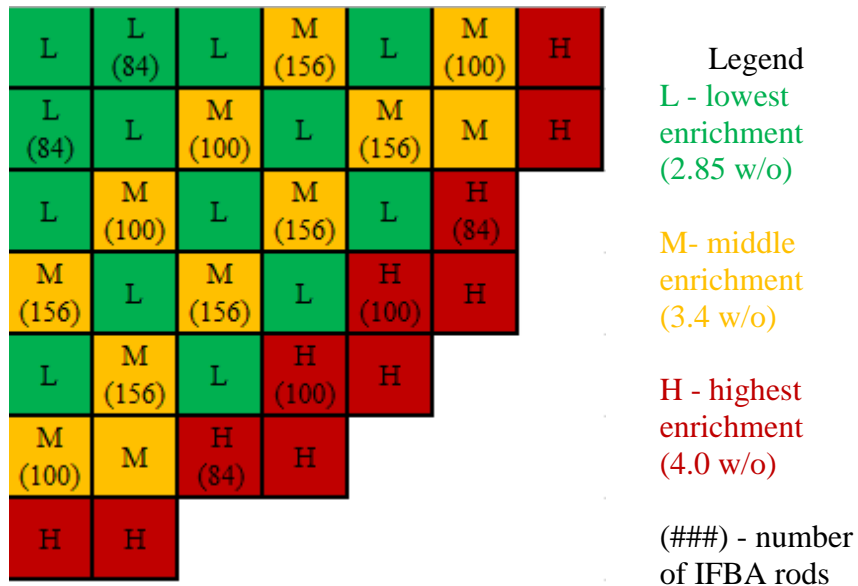 L L L M L M H
(84) (156) (100)
L L M L M M H
(84) (100) (156)
L M L M L H
(100) (156) (84)
M L M L H H
(156) (156) (100)
L M L H H
(156) (100)
M M H H
(100) (84)
H H
Legend
L - lowest
enrichment
(2.85 w/o)
M- middle
enrichment
(3.4 w/o)
H - highest
enrichment
(4.0 w/o)
(###) - number
of IFBA rods